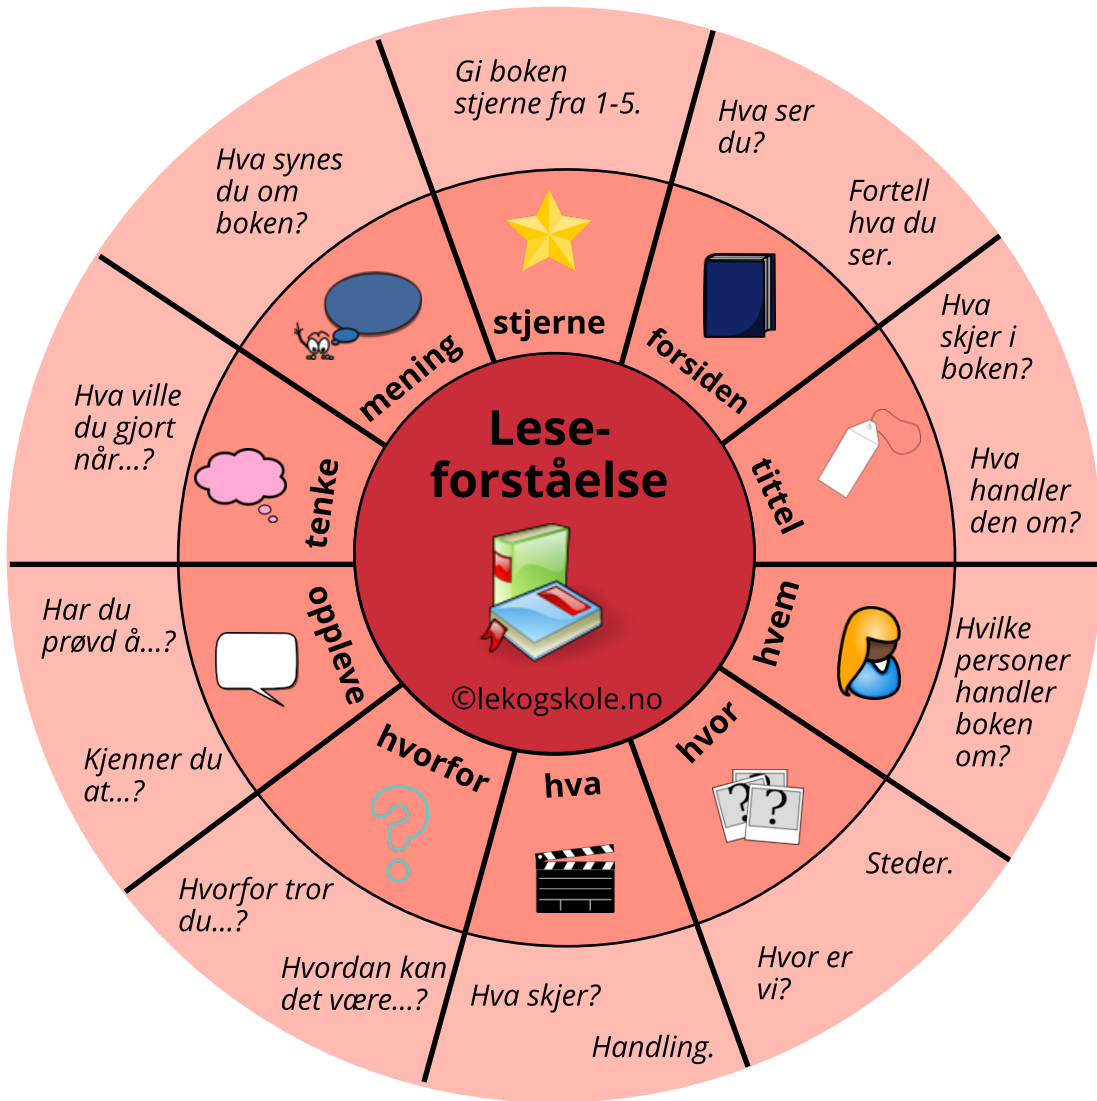 Lese-
forståelse
©lekogskole.no
stjerne
Gi boken
stjerne fra 1-5.
forsiden
Hva ser
du?
Fortell
hva du
ser.
tittel
Hva
skjer i
boken?
Hva
handler
den om?
hvem
Hvilke
personer
handler
boken
om?
hvor
? ? ?
Steder.
Hvor er
vi?
hva
Hva skjer?
Handling.
hvorfor
?
Hvorfor tror
du...?
Hvordan kan
det være...?
oppleve
Har du
prøvd å...?
Kjenner du
at...?
tenke
Hva ville
du gjort
når...?
mening
Hva synes
du om
boken?